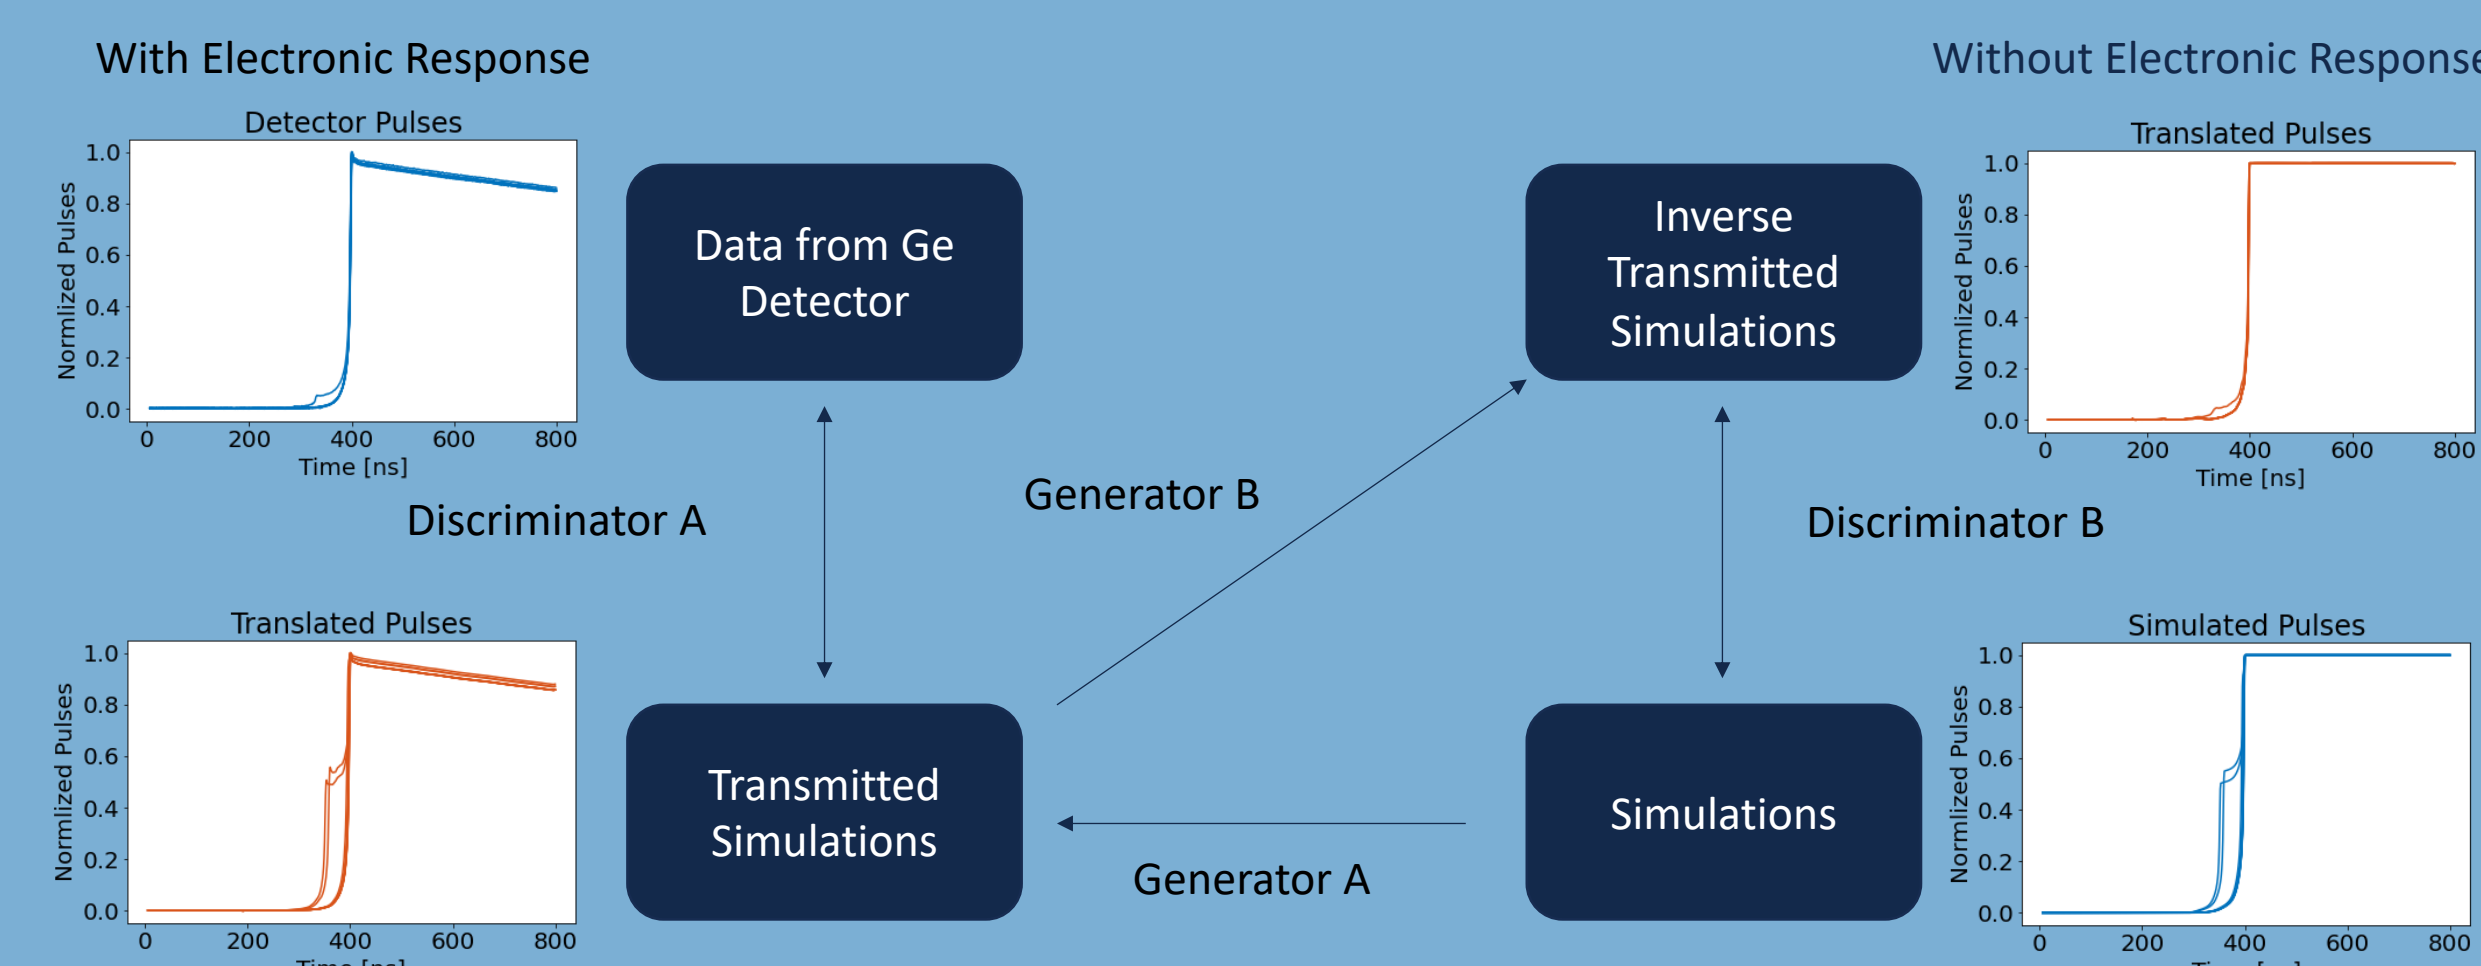 With Electronic Response
Without Electronic Response
Detector Pulses
Normlized Pulses
1.0
0.8
0.6
0.4
0.2
0.0
0 200 400 600 800
Time [ns]
Data from Ge
Detector
Inverse
Transmitted
Simulations
Translated Pulses
Normlized Pulses
1.0
0.8
0.6
0.4
0.2
0.0
0 200 400 600 800
Time [ns]
Discriminator A
Generator B
Discriminator B
Translated Pulses
Normlized Pulses
1.0
0.8
0.6
0.4
0.2
0.0
0 200 400 600 800
Time [ns]
Transmitted
Simulations
Generator A
Simulations
Simulated Pulses
Normlized Pulses
1.0
0.8
0.6
0.4
0.2
0.0
0 200 400 600 800
Time [ns]